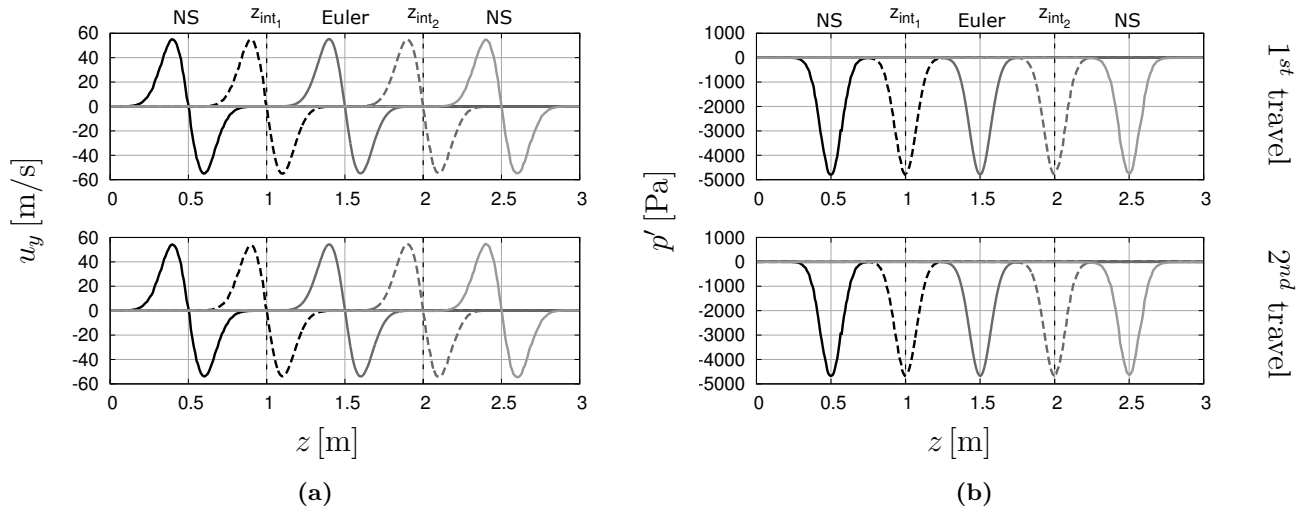 NS z_int₁ Euler z_int₂ NS
60
40
20
0
-20
-40
-60
0 0.5 1 1.5 2 2.5 3
60
40
20
0
-20
-40
-60
0 0.5 1 1.5 2 2.5 3
u_y [m/s]
z [m]
(a)
NS z_int₁ Euler z_int₂ NS
1000
0
-1000
-2000
-3000
-4000
-5000
0 0.5 1 1.5 2 2.5 3
1000
0
-1000
-2000
-3000
-4000
-5000
0 0.5 1 1.5 2 2.5 3
p′ [Pa]
z [m]
(b)
1st travel
2nd travel